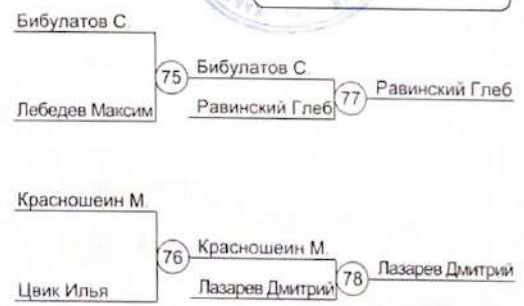 Бибулатов С.
75
Бибулатов С.
Лебедев Максим
Равинский Глеб
77
Равинский Глеб
Красношеин М.
76
Красношеин М.
Цвик Илья
Лазарев Дмитрий
78
Лазарев Дмитрий